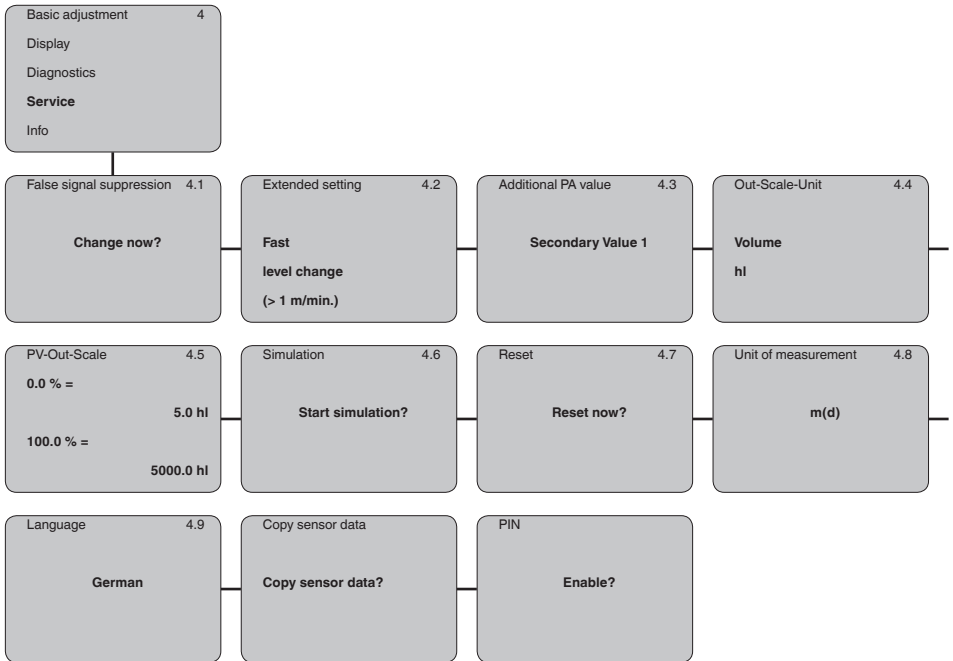 Basic adjustment 4
Display
Diagnostics
Service
Info
False signal suppression 4.1
Change now?
Extended setting 4.2
Fast
level change
(> 1 m/min.)
Additional PA value 4.3
Secondary Value 1
Out-Scale-Unit 4.4
Volume
hl
PV-Out-Scale 4.5
0.0 % =
5.0 hl
100.0 % =
5000.0 hl
Simulation 4.6
Start simulation?
Reset 4.7
Reset now?
Unit of measurement 4.8
m(d)
Language 4.9
German
Copy sensor data
Copy sensor data?
PIN
Enable?